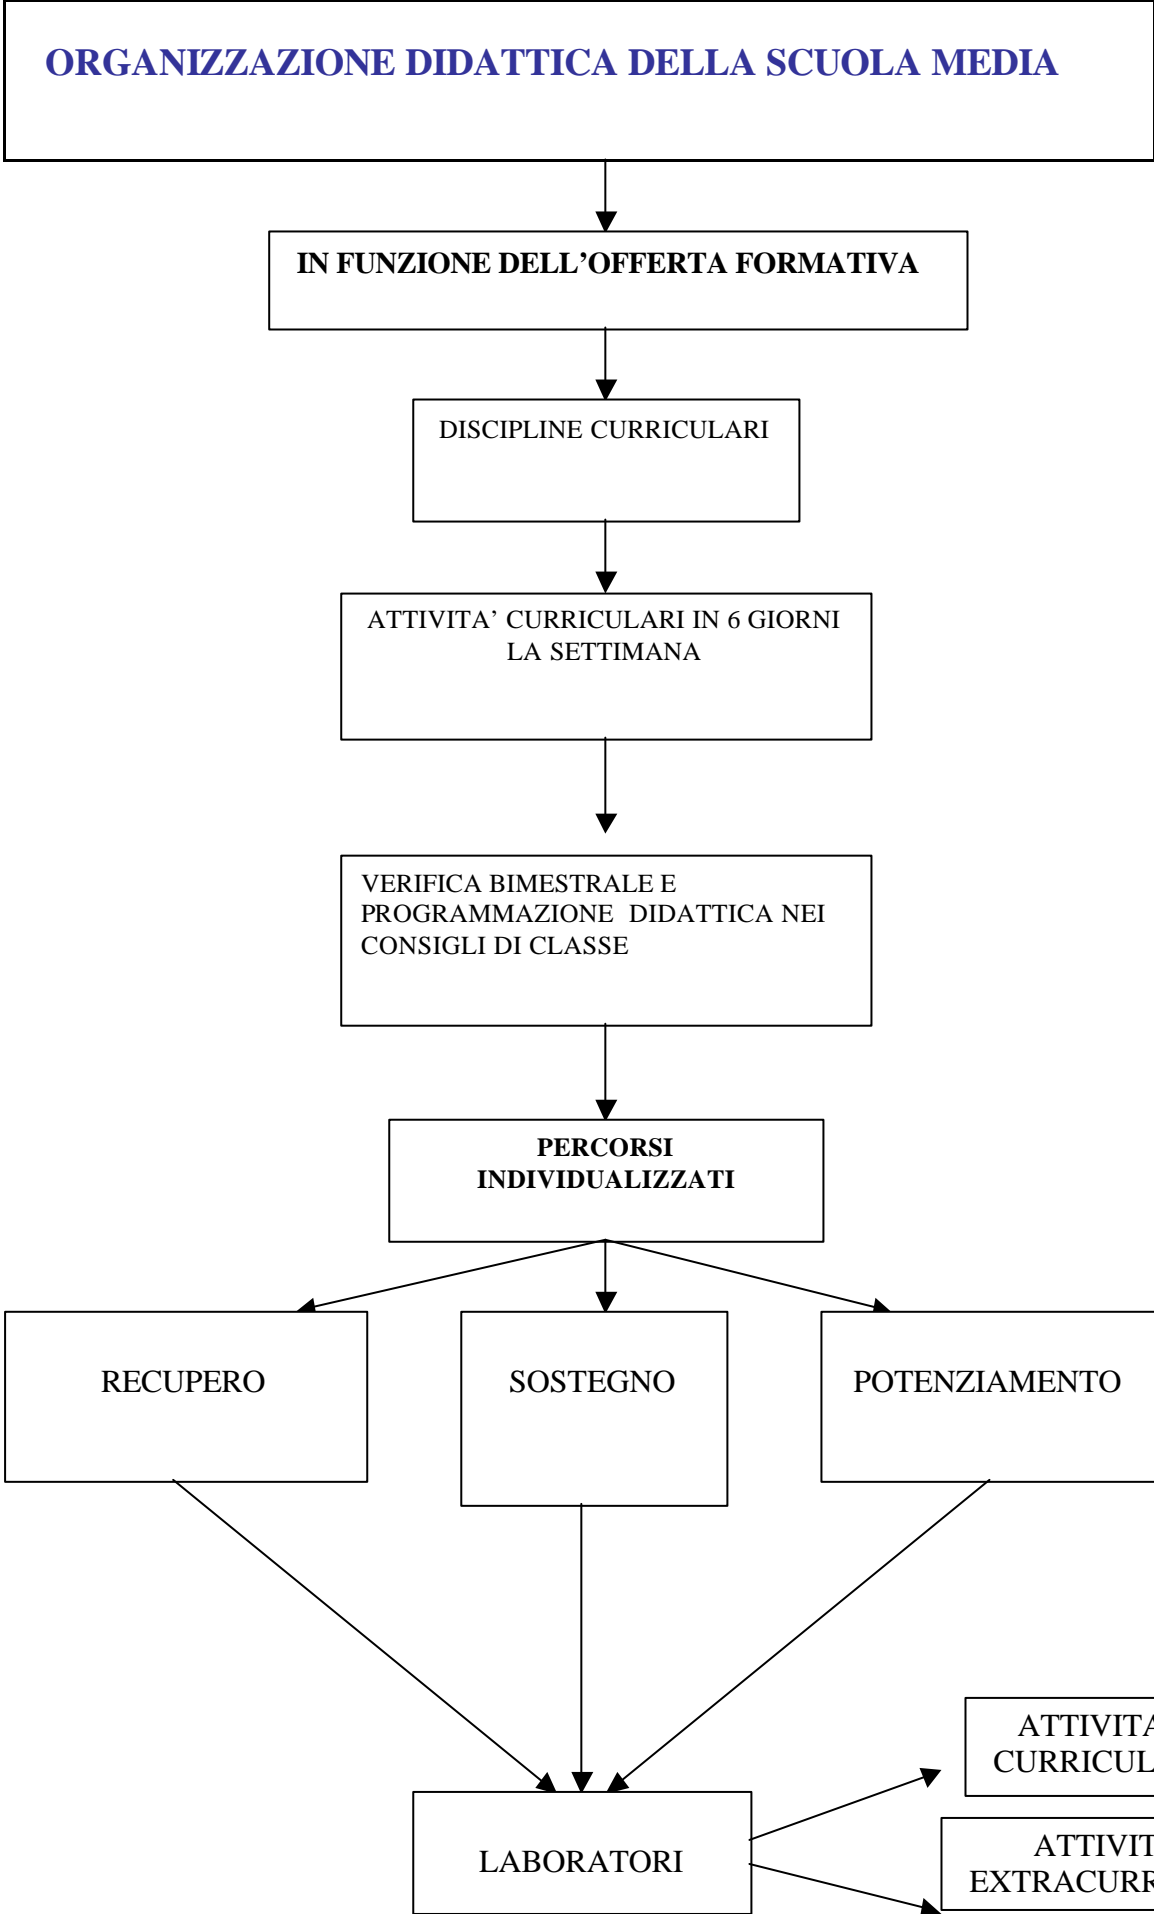 ORGANIZZAZIONE DIDATTICA DELLA SCUOLA MEDIA
IN FUNZIONE DELL’OFFERTA FORMATIVA
DISCIPLINE CURRICULARI
ATTIVITA’ CURRICULARI IN 6 GIORNI
LA SETTIMANA
VERIFICA BIMESTRALE E
PROGRAMMAZIONE DIDATTICA NEI
CONSIGLI DI CLASSE
PERCORSI
INDIVIDUALIZZATI
RECUPERO
SOSTEGNO
POTENZIAMENTO
LABORATORI